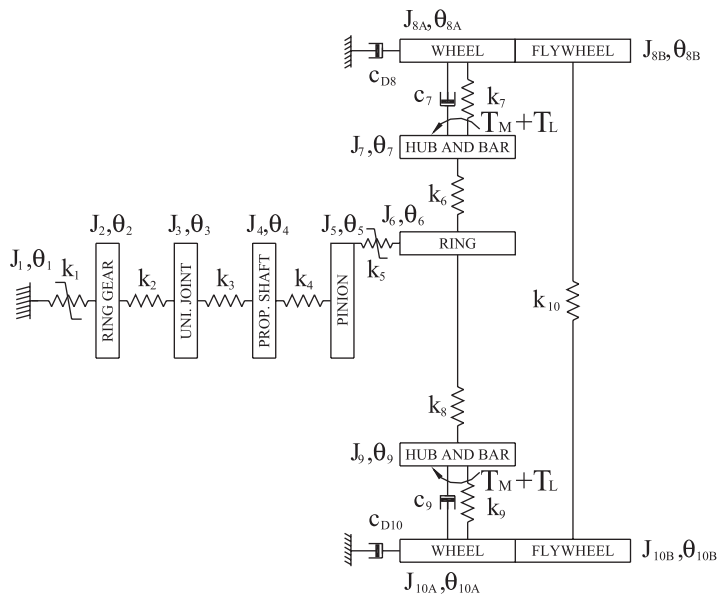 J8A,θ8A
WHEEL
FLYWHEEL
J8B,θ8B
cD8
c7
k7
TM+TL
J7,θ7
HUB AND BAR
k6
J1,θ1
k1
J2,θ2
RING GEAR
k2
J3,θ3
UNI. JOINT
k3
J4,θ4
PROP. SHAFT
k4
J5,θ5
PINION
k5
J6,θ6
RING
k10
k8
J9,θ9
HUB AND BAR
TM+TL
c9
k9
cD10
WHEEL
FLYWHEEL
J10B,θ10B
J10A,θ10A